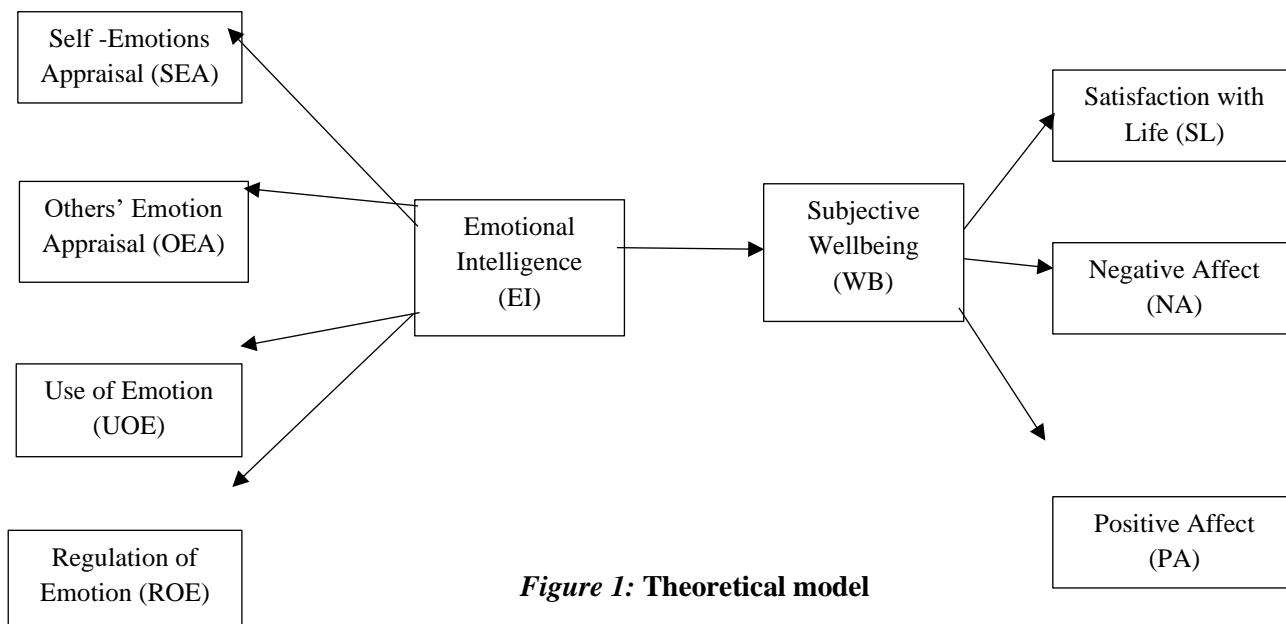 Self -Emotions
Appraisal (SEA)
Others’ Emotion
Appraisal (OEA)
Use of Emotion
(UOE)
Regulation of
Emotion (ROE)
Emotional
Intelligence
(EI)
Subjective
Wellbeing
(WB)
Satisfaction with
Life (SL)
Negative Affect
(NA)
Positive Affect
(PA)
Figure 1: Theoretical model